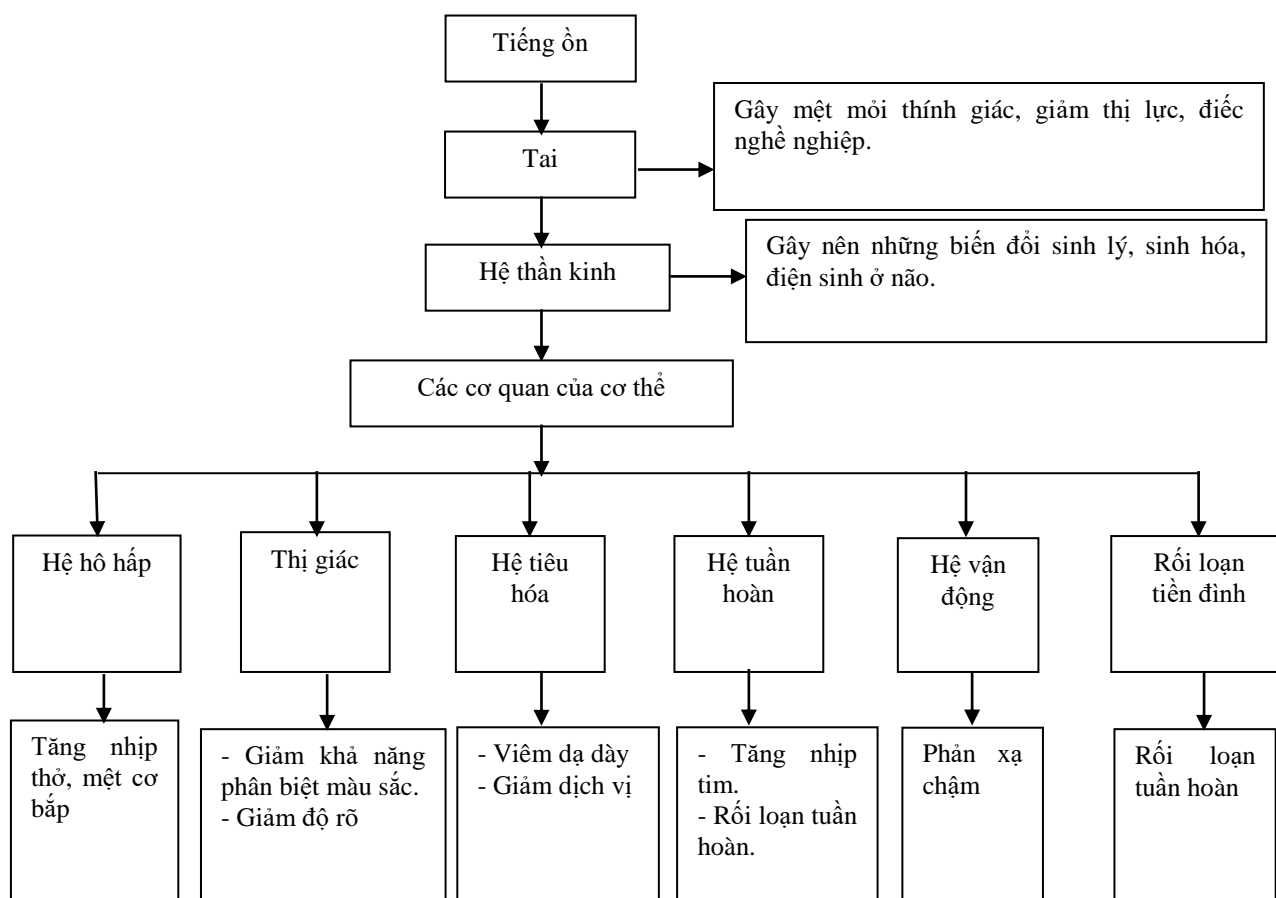 Tiếng ồn
Gây mệt mỏi thính giác, giảm thị lực, điếc
nghề nghiệp.
Tai
Gây nên những biến đổi sinh lý, sinh hóa,
điện sinh ở não.
Hệ thần kinh
Các cơ quan của cơ thể
Hệ hô hấp
Thị giác
Hệ tiêu
hóa
Hệ tuần
hoàn
Hệ vận
động
Rối loạn
tiền đình
Tăng nhịp
thở, mệt cơ
bắp
- Giảm khả năng
phân biệt màu sắc.
- Giảm độ rõ
- Viêm dạ dày
- Giảm dịch vị
- Tăng nhịp
tim.
- Rối loạn tuần
hoàn.
Phản xạ
chậm
Rối loạn
tuần hoàn